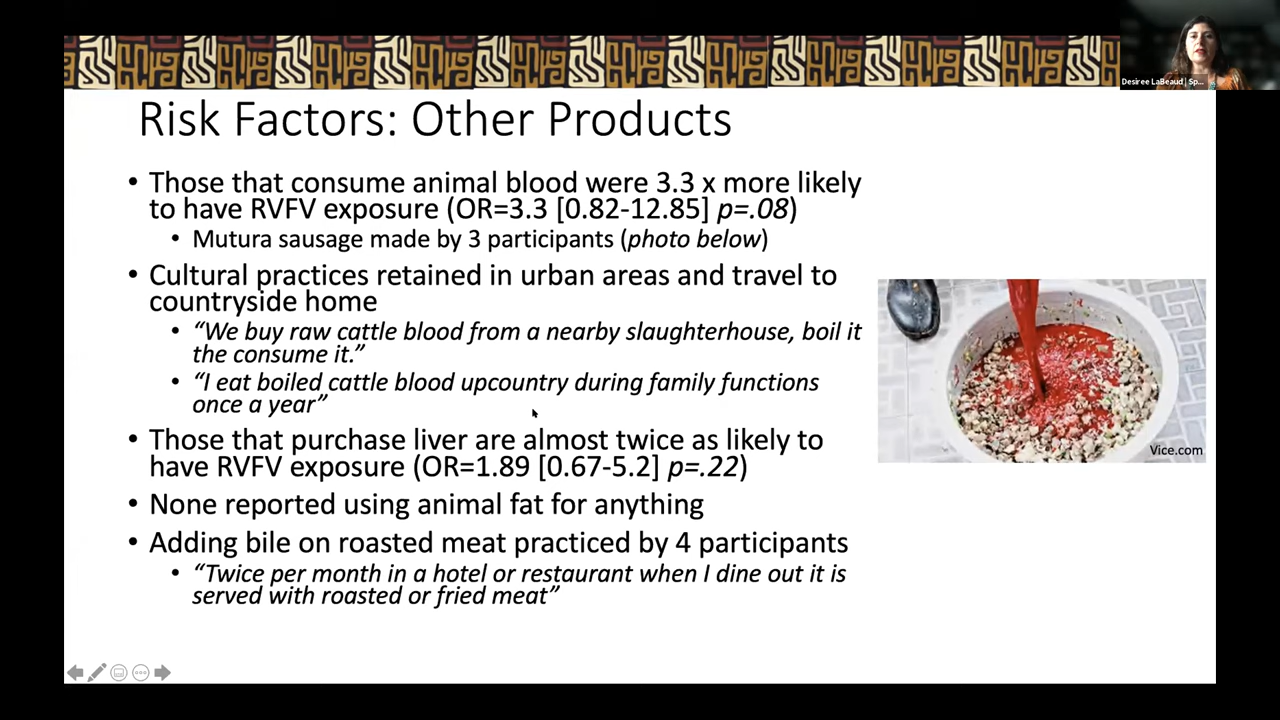 Desiree LaBeaud | Sp...
Risk Factors: Other Products
• Those that consume animal blood were 3.3 x more likely
to have RVFV exposure (OR=3.3 [0.82-12.85] p=.08)
• Mutura sausage made by 3 participants (photo below)
• Cultural practices retained in urban areas and travel to
countryside home
• “We buy raw cattle blood from a nearby slaughterhouse, boil it
the consume it.”
• “I eat boiled cattle blood upcountry during family functions
once a year”
• Those that purchase liver are almost twice as likely to
have RVFV exposure (OR=1.89 [0.67-5.2] p=.22)
• None reported using animal fat for anything
• Adding bile on roasted meat practiced by 4 participants
• “Twice per month in a hotel or restaurant when I dine out it is
served with roasted or fried meat”
Vice.com